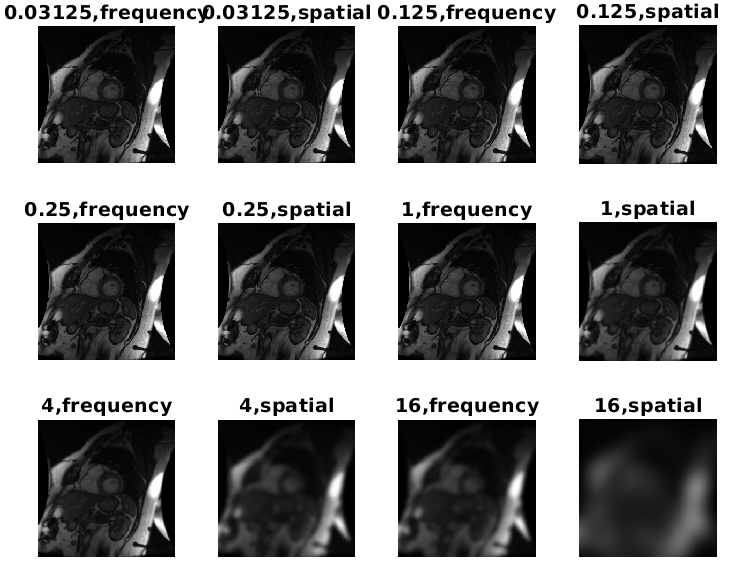 0.03125,frequency
0.03125,spatial
0.125,frequency
0.125,spatial
0.25,frequency
0.25,spatial
1,frequency
1,spatial
4,frequency
4,spatial
16,frequency
16,spatial